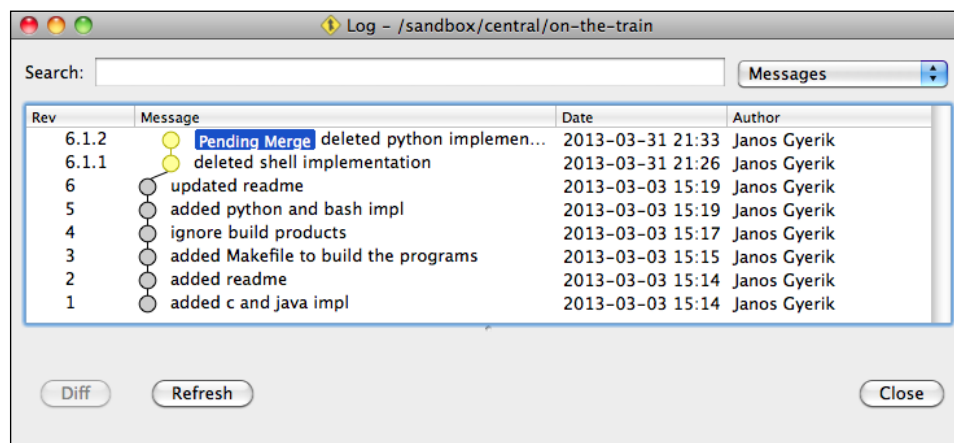 Log – /sandbox/central/on-the-train
Search: Messages
Rev Message Date Author
6.1.2 Pending Merge deleted python implemen... 2013-03-31 21:33 Janos Gyerik
6.1.1 deleted shell implementation 2013-03-31 21:26 Janos Gyerik
6 updated readme 2013-03-03 15:19 Janos Gyerik
5 added python and bash impl 2013-03-03 15:19 Janos Gyerik
4 ignore build products 2013-03-03 15:17 Janos Gyerik
3 added Makefile to build the programs 2013-03-03 15:15 Janos Gyerik
2 added readme 2013-03-03 15:14 Janos Gyerik
1 added c and java impl 2013-03-03 15:14 Janos Gyerik
Diff Refresh Close